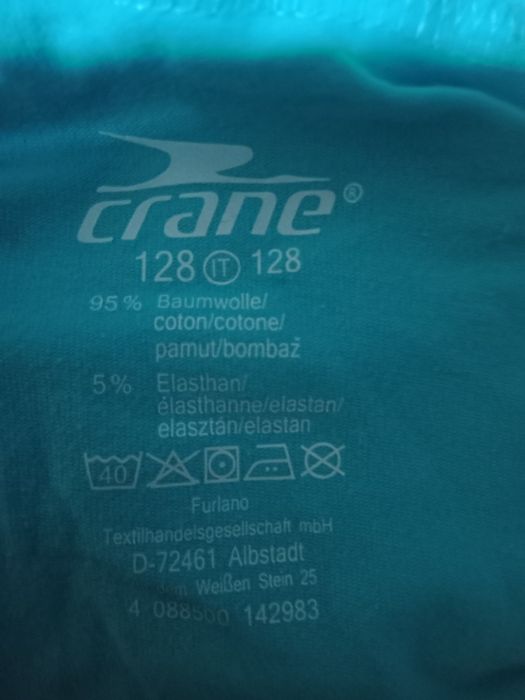 crane®
128 IT 128
95% Baumwolle/
coton/cotone/
pamut/bombaž
5% Elasthan/
élasthanne/elastan/
elasztán/elastan
40
Furlano
Textilhandelsgesellschaft mbH
D-72461 Albstadt
Weißen Stein 25
4 088560 142983